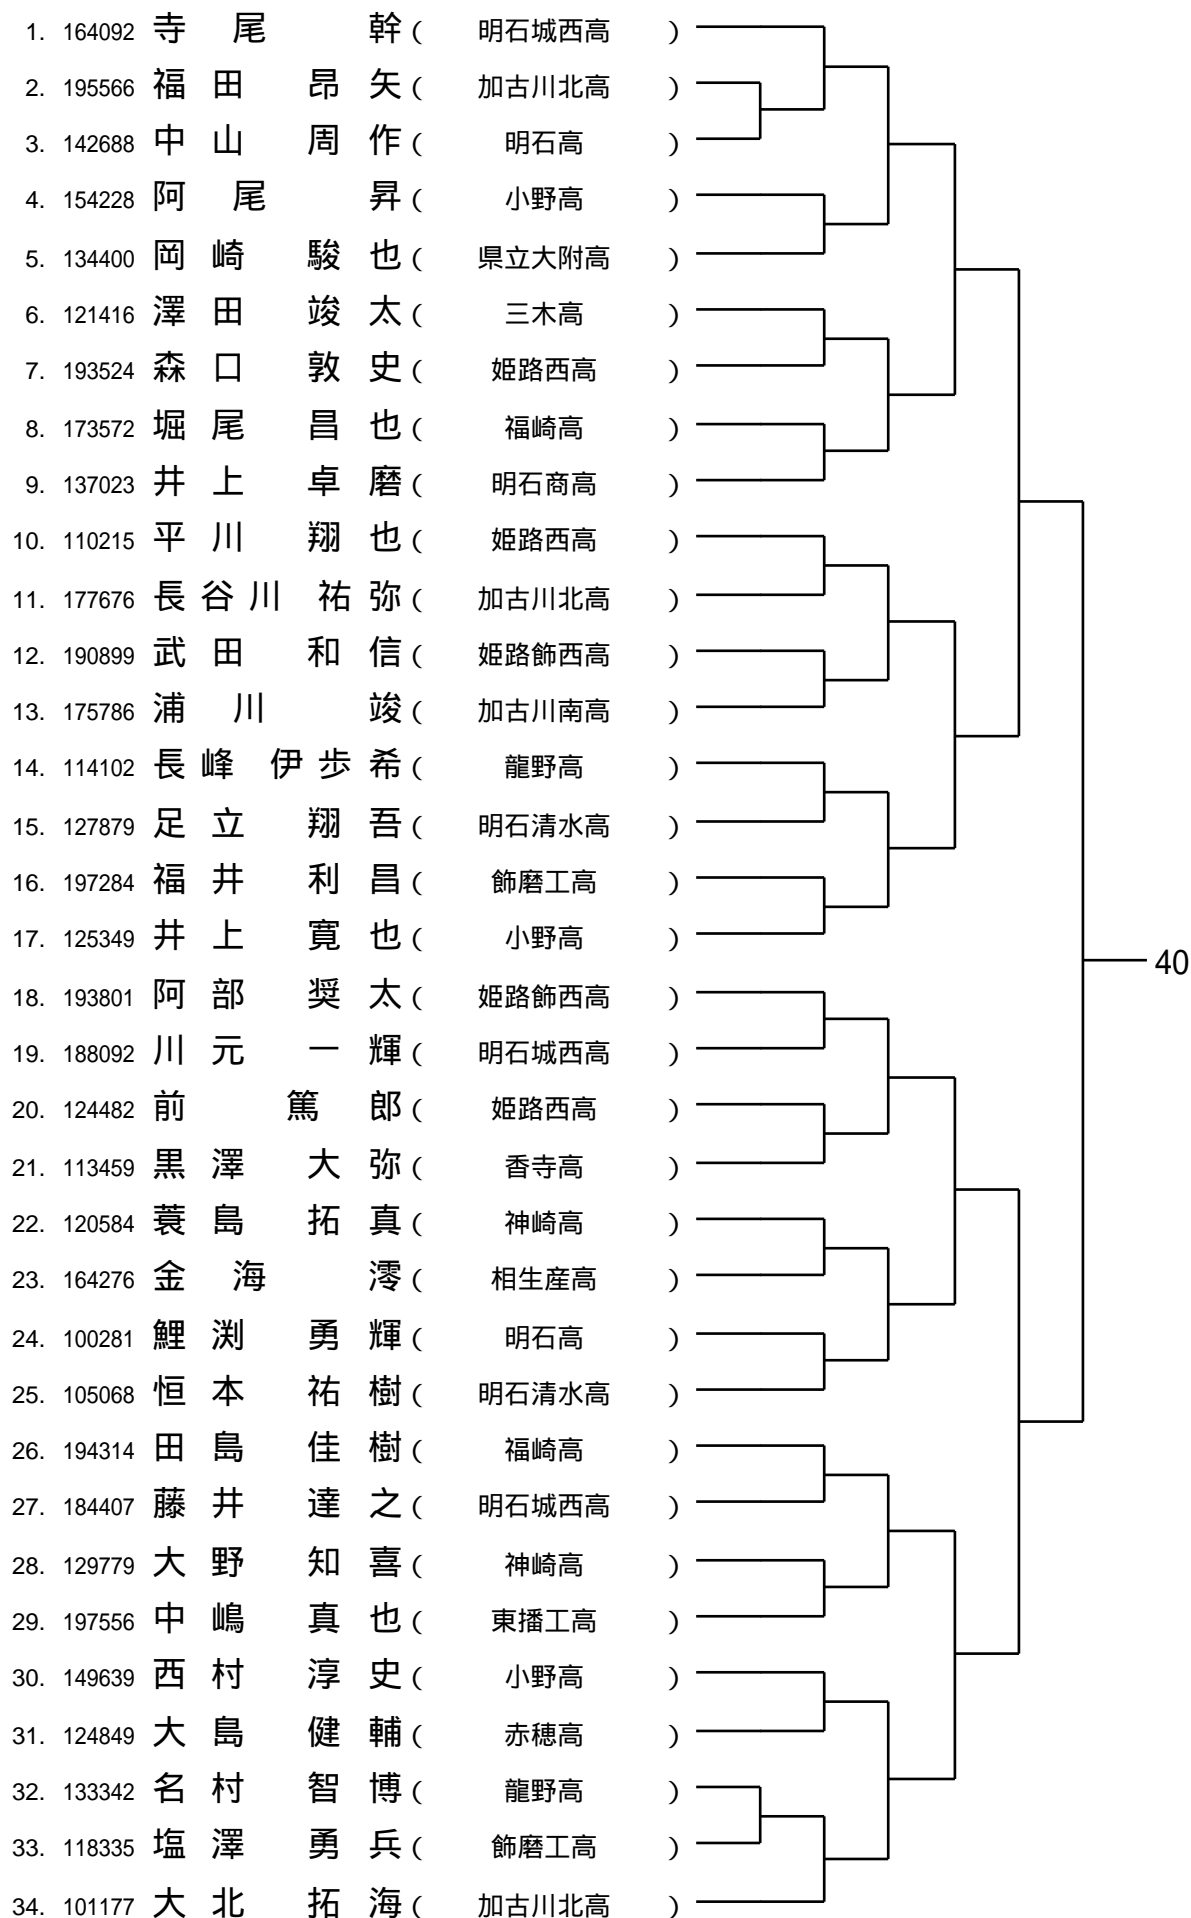 1. 164092 寺尾 幹 ( 明石城西高 )
2. 195566 福田 昂矢 ( 加古川北高 )
3. 142688 中山 周作 ( 明石高 )
4. 154228 阿尾 昇 ( 小野高 )
5. 134400 岡崎 駿也 ( 県立大附高 )
6. 121416 澤田 竣太 ( 三木高 )
7. 193524 森口 敦史 ( 姫路西高 )
8. 173572 堀尾 昌也 ( 福崎高 )
9. 137023 井上 卓磨 ( 明石商高 )
10. 110215 平川 翔也 ( 姫路西高 )
11. 177676 長谷川 祐弥 ( 加古川北高 )
12. 190899 武田 和信 ( 姫路飾西高 )
13. 175786 浦川 竣 ( 加古川南高 )
14. 114102 長峰 伊歩希 ( 龍野高 )
15. 127879 足立 翔吾 ( 明石清水高 )
16. 197284 福井 利昌 ( 飾磨工高 )
17. 125349 井上 寛也 ( 小野高 )
40
18. 193801 阿部 奨太 ( 姫路飾西高 )
19. 188092 川元 一輝 ( 明石城西高 )
20. 124482 前 篤郎 ( 姫路西高 )
21. 113459 黒澤 大弥 ( 香寺高 )
22. 120584 蓑島 拓真 ( 神崎高 )
23. 164276 金海 澪 ( 相生産高 )
24. 100281 鯉渕 勇輝 ( 明石高 )
25. 105068 恒本 祐樹 ( 明石清水高 )
26. 194314 田島 佳樹 ( 福崎高 )
27. 184407 藤井 達之 ( 明石城西高 )
28. 129779 大野 知喜 ( 神崎高 )
29. 197556 中嶋 真也 ( 東播工高 )
30. 149639 西村 淳史 ( 小野高 )
31. 124849 大島 健輔 ( 赤穂高 )
32. 133342 名村 智博 ( 龍野高 )
33. 118335 塩澤 勇兵 ( 飾磨工高 )
34. 101177 大北 拓海 ( 加古川北高 )